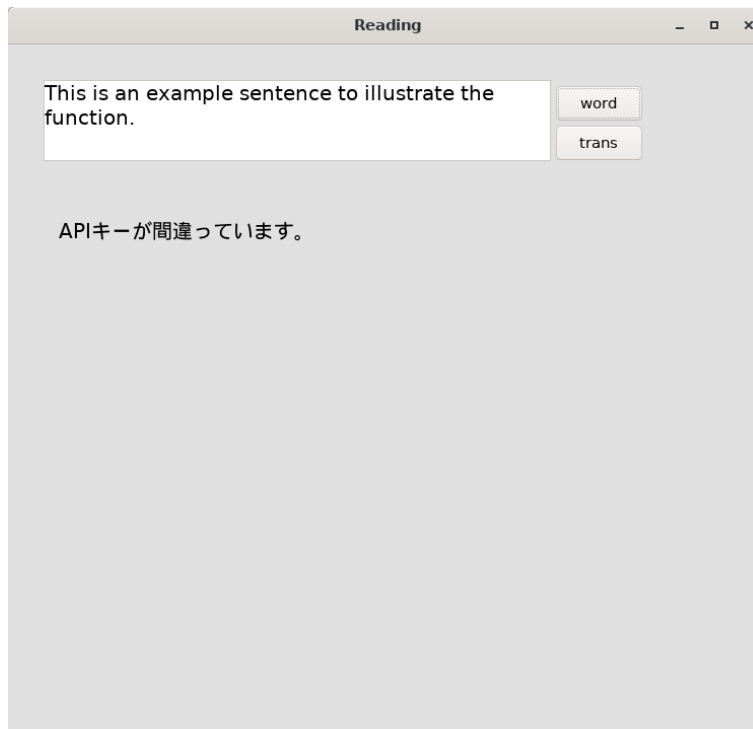 Reading
This is an example sentence to illustrate the
function.
word
trans
APIキーが間違っています。